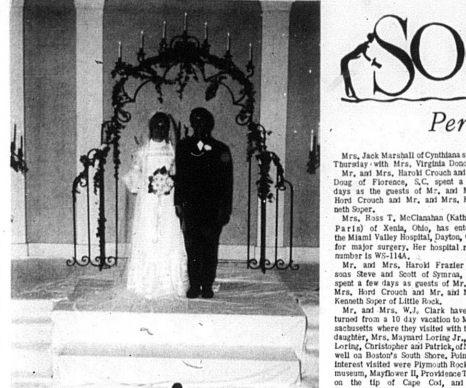 SO
Per
Mrs. Jack Marshall of Cynthiana s
Thursday with Mrs. Virginia Donc
Mr. and Mrs. Harold Crouch and
Doug of Florence, S.C. spent a
days as the guests of Mr. and M
Hord Crouch and Mr. and Mrs. K
neth Soper.
Mrs. Ross T. McClanahan (Kath
Paris) of Xenia, Ohio, has ent
the Miami Valley Hospital, Dayton,
for major surgery. Her hospital r
number is WS-114A.
Mr. and Mrs. Harold Frazier
sons Steve and Scott of Symrna,
spent a few days as guests of Mr.
Mrs. Hord Crouch and Mr. and M
Kenneth Soper of Little Rock.
Mr. and Mrs. W.J. Clark have
turned from a 10 day vacation to M
sachusetts where they visited with t
daughter, Mrs. Maynard Loring Jr.,
Loring, Christopher and Patrick, of N
well on Boston's South Shore. Poin
interest visited were Plymouth Rock
museum, Mayflower II, Providence T
on the tip of Cape Cod, and